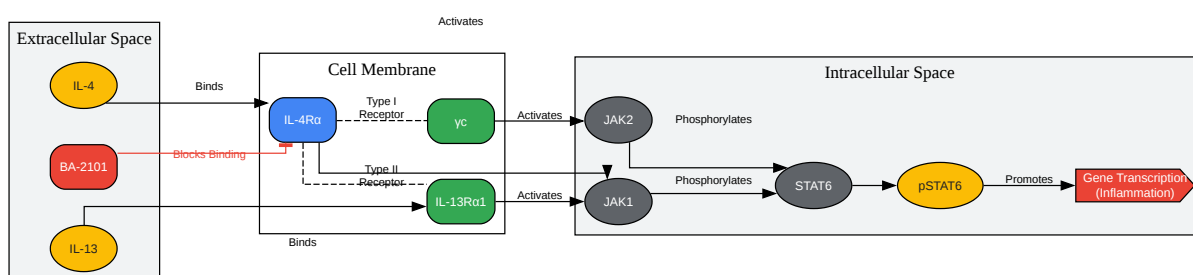 Activates
Extracellular Space
Cell Membrane
Intracellular Space
IL-4
Binds
IL-4Rα
Type I
Receptor
γc
Activates
JAK2
Phosphorylates
BA-2101
Blocks Binding
Type II
Receptor
IL-13Rα1
Activates
JAK1
Phosphorylates
STAT6
pSTAT6
Promotes
Gene Transcription
(Inflammation)
IL-13
Binds